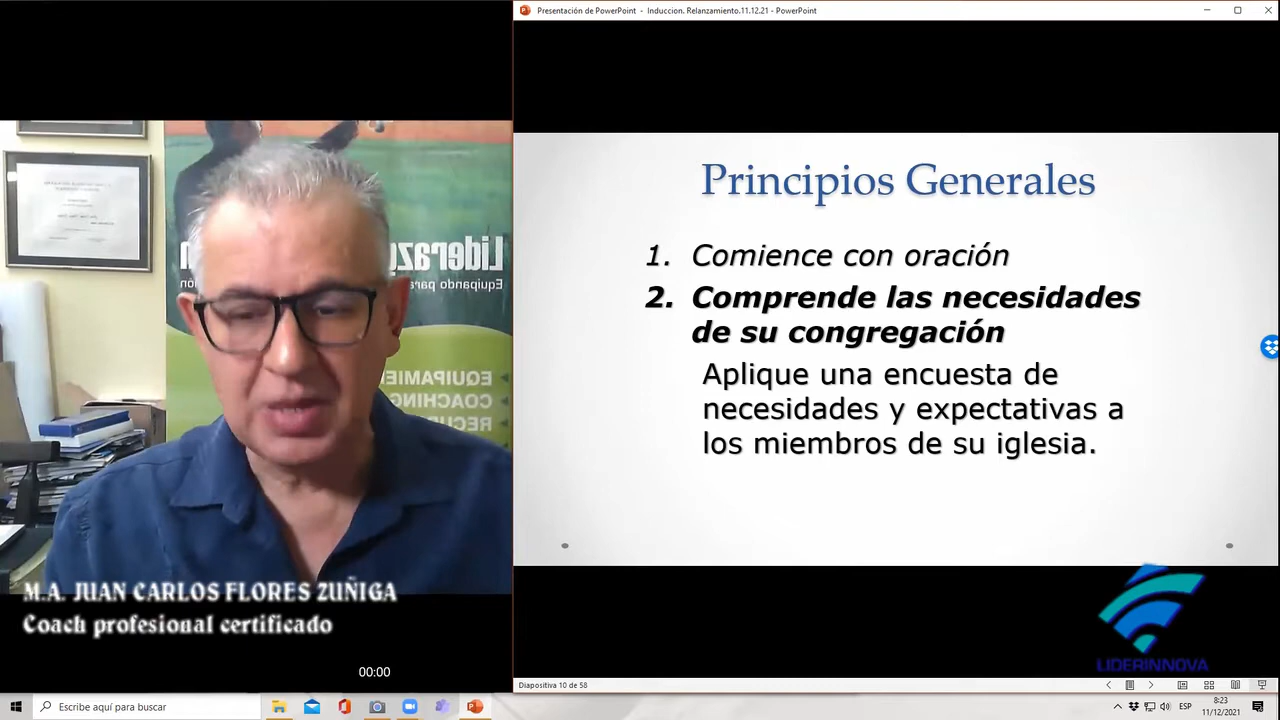 Presentación de PowerPoint - Induccion. Relanzamiento.11.12.21 - PowerPoint
Principios Generales
1. Comience con oración
2. Comprende las necesidades
de su congregación
Aplique una encuesta de
necesidades y expectativas a
los miembros de su iglesia.
Lideraz
Equipando para
EQUIPAMIE
COACHING
RECU
M.A. JUAN CARLOS FLORES ZUÑIGA
Coach profesional certificado
00:00
LIDERINNOVA
Diapositiva 10 de 58
Escribe aquí para buscar
ESP
8:23
11/12/2021